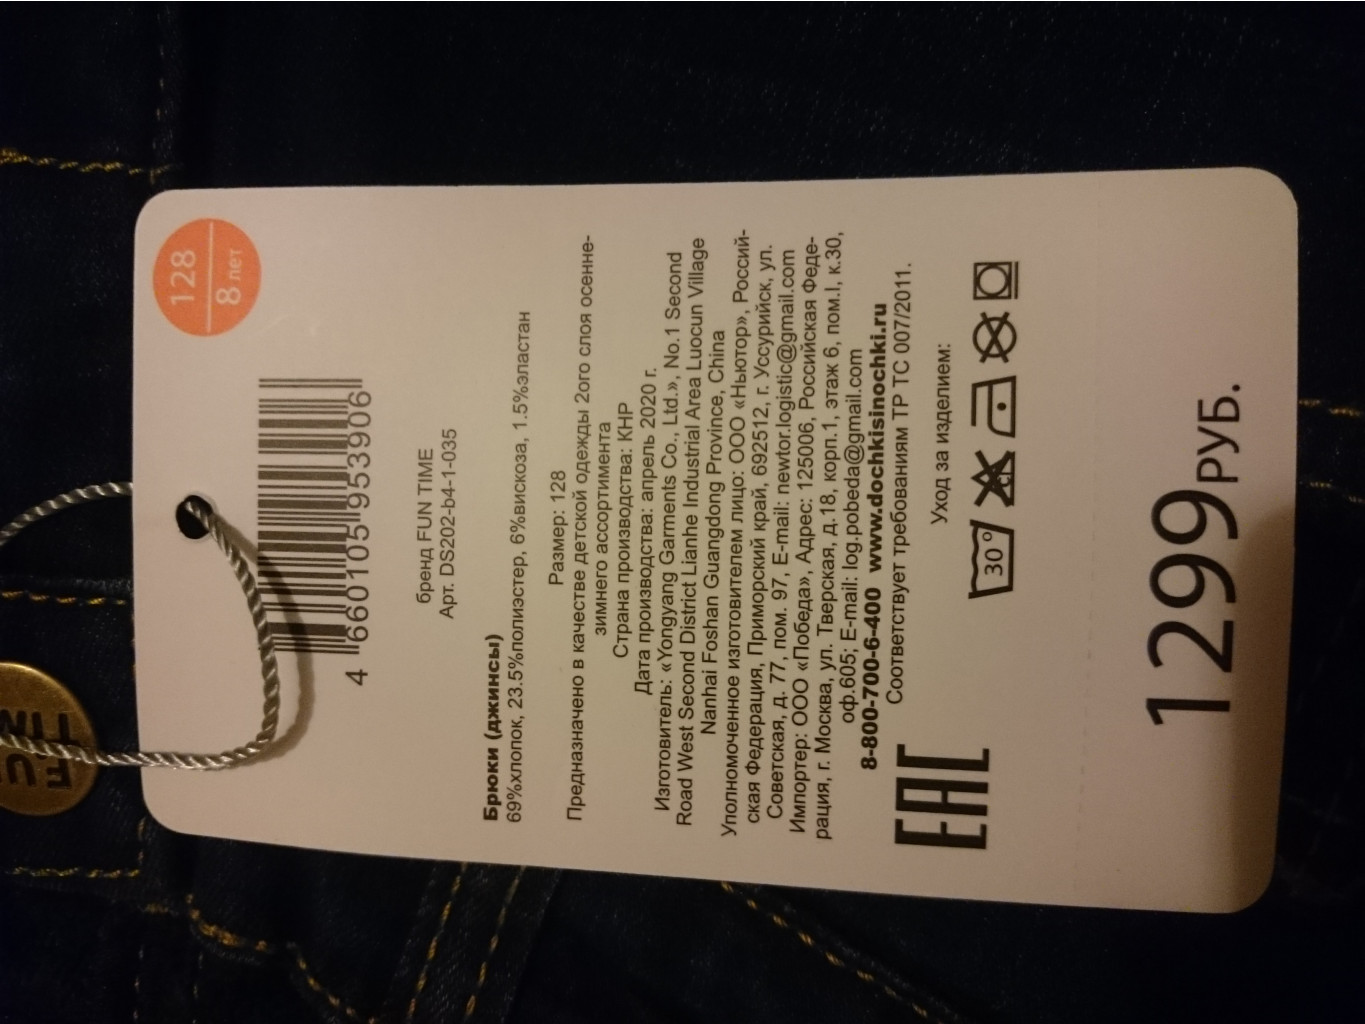 128
8 лет
4 660105 953906
бренд FUN TIME
Арт. DS202-b4-1-035
Брюки (джинсы)
69%хлопок, 23.5%полиэстер, 6%вискоза, 1.5%эластан
Размер: 128
Предназначено в качестве детской одежды 2ого слоя осенне-
зимнего ассортимента
Страна производства: КНР
Дата производства: апрель 2020 г.
Изготовитель: «Yongyang Garments Co., Ltd.», No.1 Second
Road West Second District Lianhe Industrial Area Luocun Village
Nanhai Foshan Guangdong Province, China
Уполномоченное изготовителем лицо: ООО «Ньютор», Россий-
ская Федерация, Приморский край, 692512, г. Уссурийск, ул.
Советская, д. 77, пом. 97, E-mail: newtor.logistic@gmail.com
Импортер: ООО «Победа», Адрес: 125006, Российская Феде-
рация, г. Москва, ул. Тверская, д.18, корп.1, этаж 6, пом.I, к.30,
оф.605; E-mail: log.pobeda@gmail.com
8-800-700-6-400 www.dochkisinochki.ru
Соответствует требованиям ТР ТС 007/2011.
ЕАС
Уход за изделием:
30°
Cl
1299РУБ.